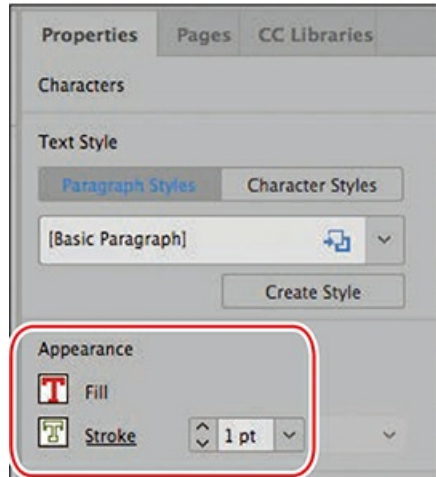 Properties Pages CC Libraries
Characters
Text Style
Paragraph Styles Character Styles
[Basic Paragraph]
Create Style
Appearance
T Fill
T Stroke 1 pt